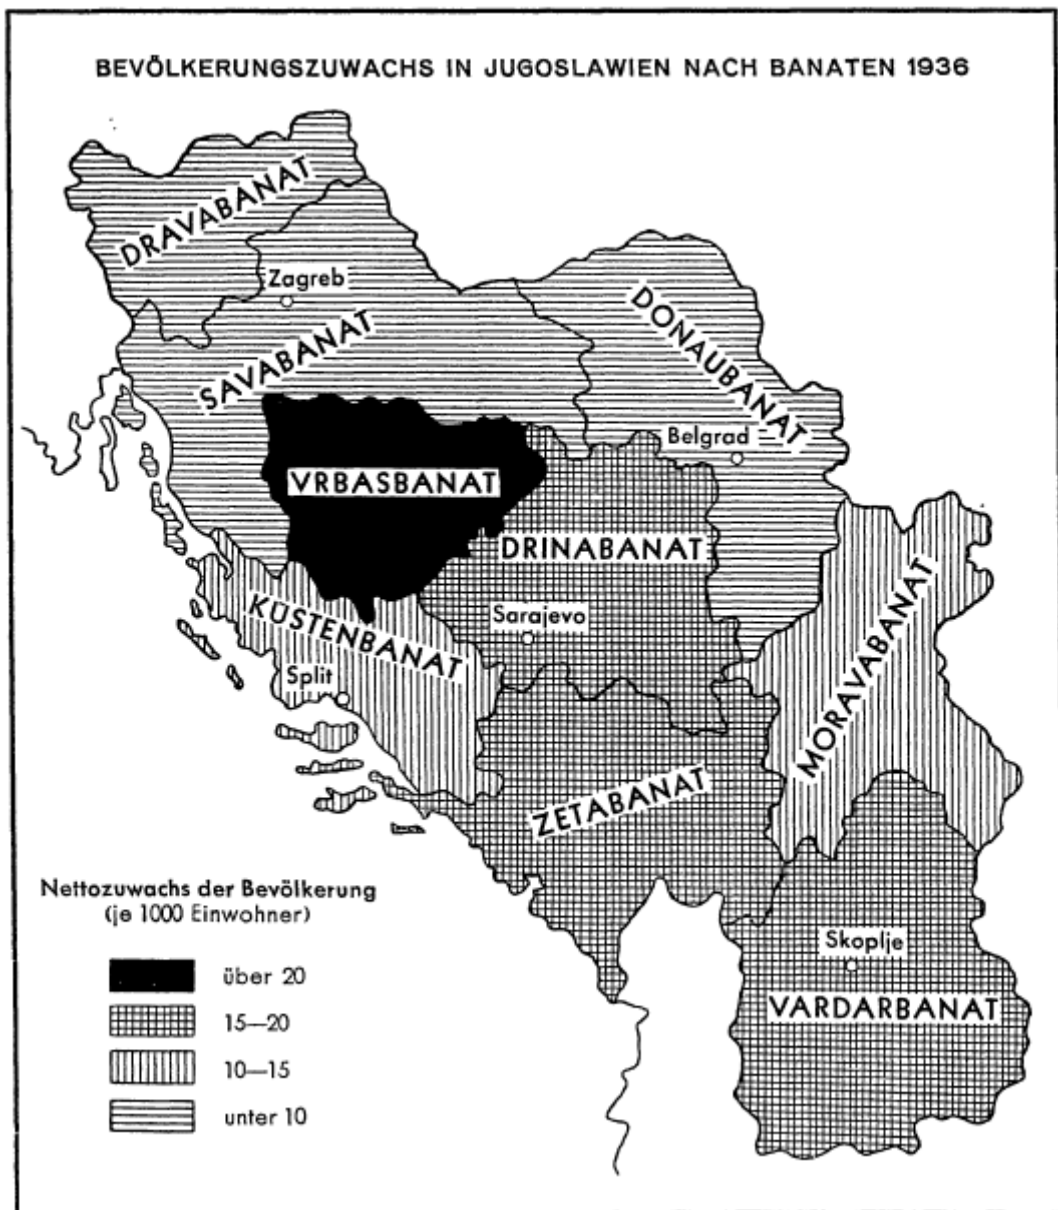 BEVÖLKERUNGSZUWACHS IN JUGOSLAWIEN NACH BANATEN 1936
DRAVABANAT
Zagreb
SAVABANAT
DONAUBANAT
Belgrad
VRBASBANAT
DRINABANAT
KÜSTENBANAT
Sarajevo
Split
MORAVABANAT
ZETABANAT
Nettozuwachs der Bevölkerung
(je 1000 Einwohner)
Skoplje
VARDARBANAT
über 20
15—20
10—15
unter 10